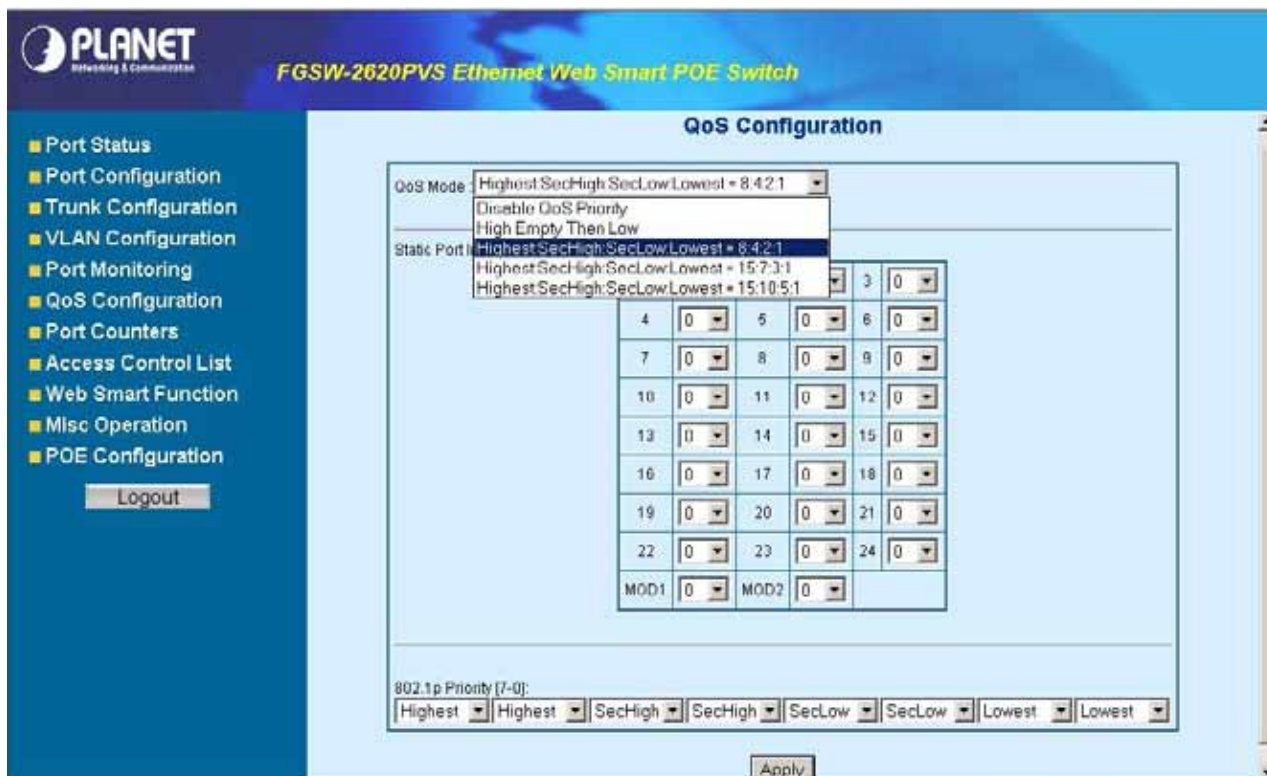 PLANET
Networking & Communication
FGSW-2620PVS Ethernet Web Smart POE Switch
Port Status
Port Configuration
Trunk Configuration
VLAN Configuration
Port Monitoring
QoS Configuration
Port Counters
Access Control List
Web Smart Function
Misc Operation
POE Configuration
Logout
QoS Configuration
QoS Mode : Highest:SecHigh:SecLow:Lowest = 8:4:2:1
Disable QoS Priority
High Empty Then Low
Highest:SecHigh:SecLow:Lowest = 8:4:2:1
Highest:SecHigh:SecLow:Lowest = 15:7:3:1
Highest:SecHigh:SecLow:Lowest = 15:10:5:1
Static Port
3 0
4 0 5 0 6 0
7 0 8 0 9 0
10 0 11 0 12 0
13 0 14 0 15 0
16 0 17 0 18 0
19 0 20 0 21 0
22 0 23 0 24 0
MOD1 0 MOD2 0
802.1p Priority [7-0]:
Highest Highest SecHigh SecHigh SecLow SecLow Lowest Lowest
Apply